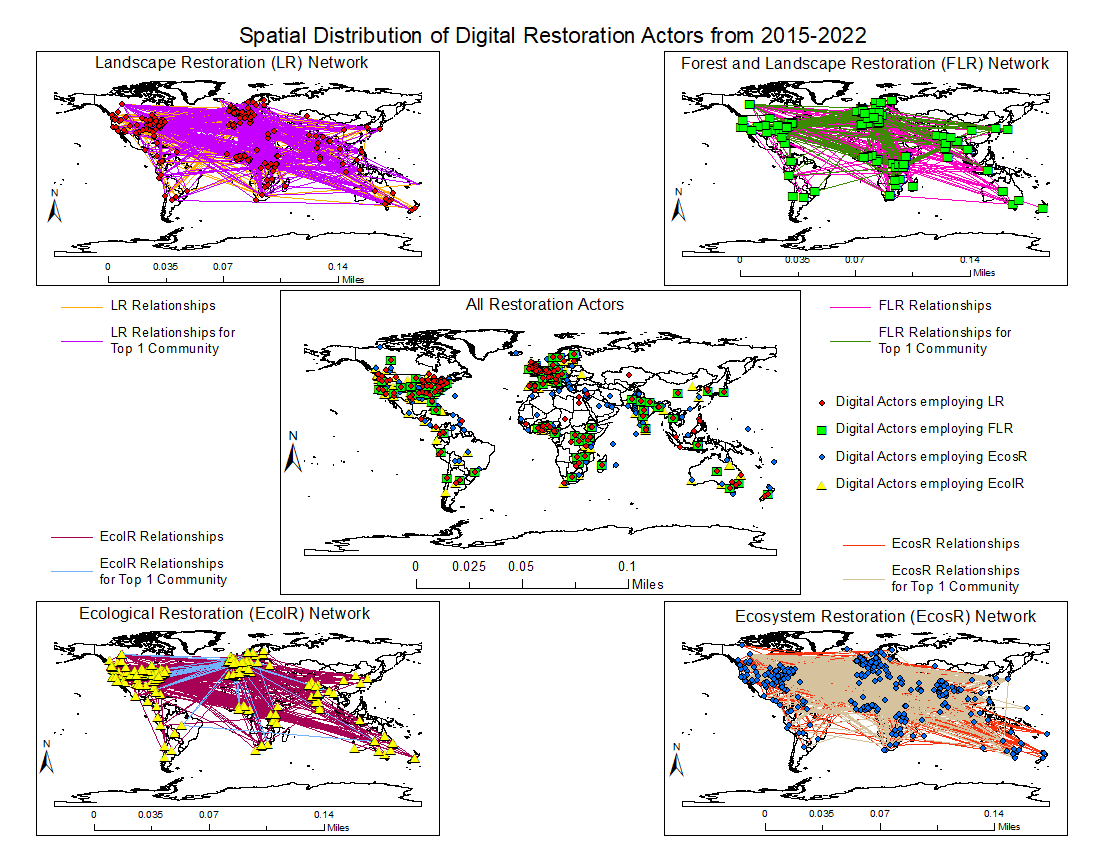 Spatial Distribution of Digital Restoration Actors from 2015-2022
Landscape Restoration (LR) Network
N
0 0.035 0.07 0.14
Miles
Forest and Landscape Restoration (FLR) Network
N
0 0.035 0.07 0.14
Miles
LR Relationships
LR Relationships for
Top 1 Community
All Restoration Actors
N
0 0.025 0.05 0.1
Miles
FLR Relationships
FLR Relationships for
Top 1 Community
Digital Actors employing LR
Digital Actors employing FLR
Digital Actors employing EcosR
Digital Actors employing EcolR
EcolR Relationships
EcolR Relationships
for Top 1 Community
EcosR Relationships
EcosR Relationships
for Top 1 Community
Ecological Restoration (EcolR) Network
N
0 0.035 0.07 0.14
Miles
Ecosystem Restoration (EcosR) Network
N
0 0.035 0.07 0.14
Miles